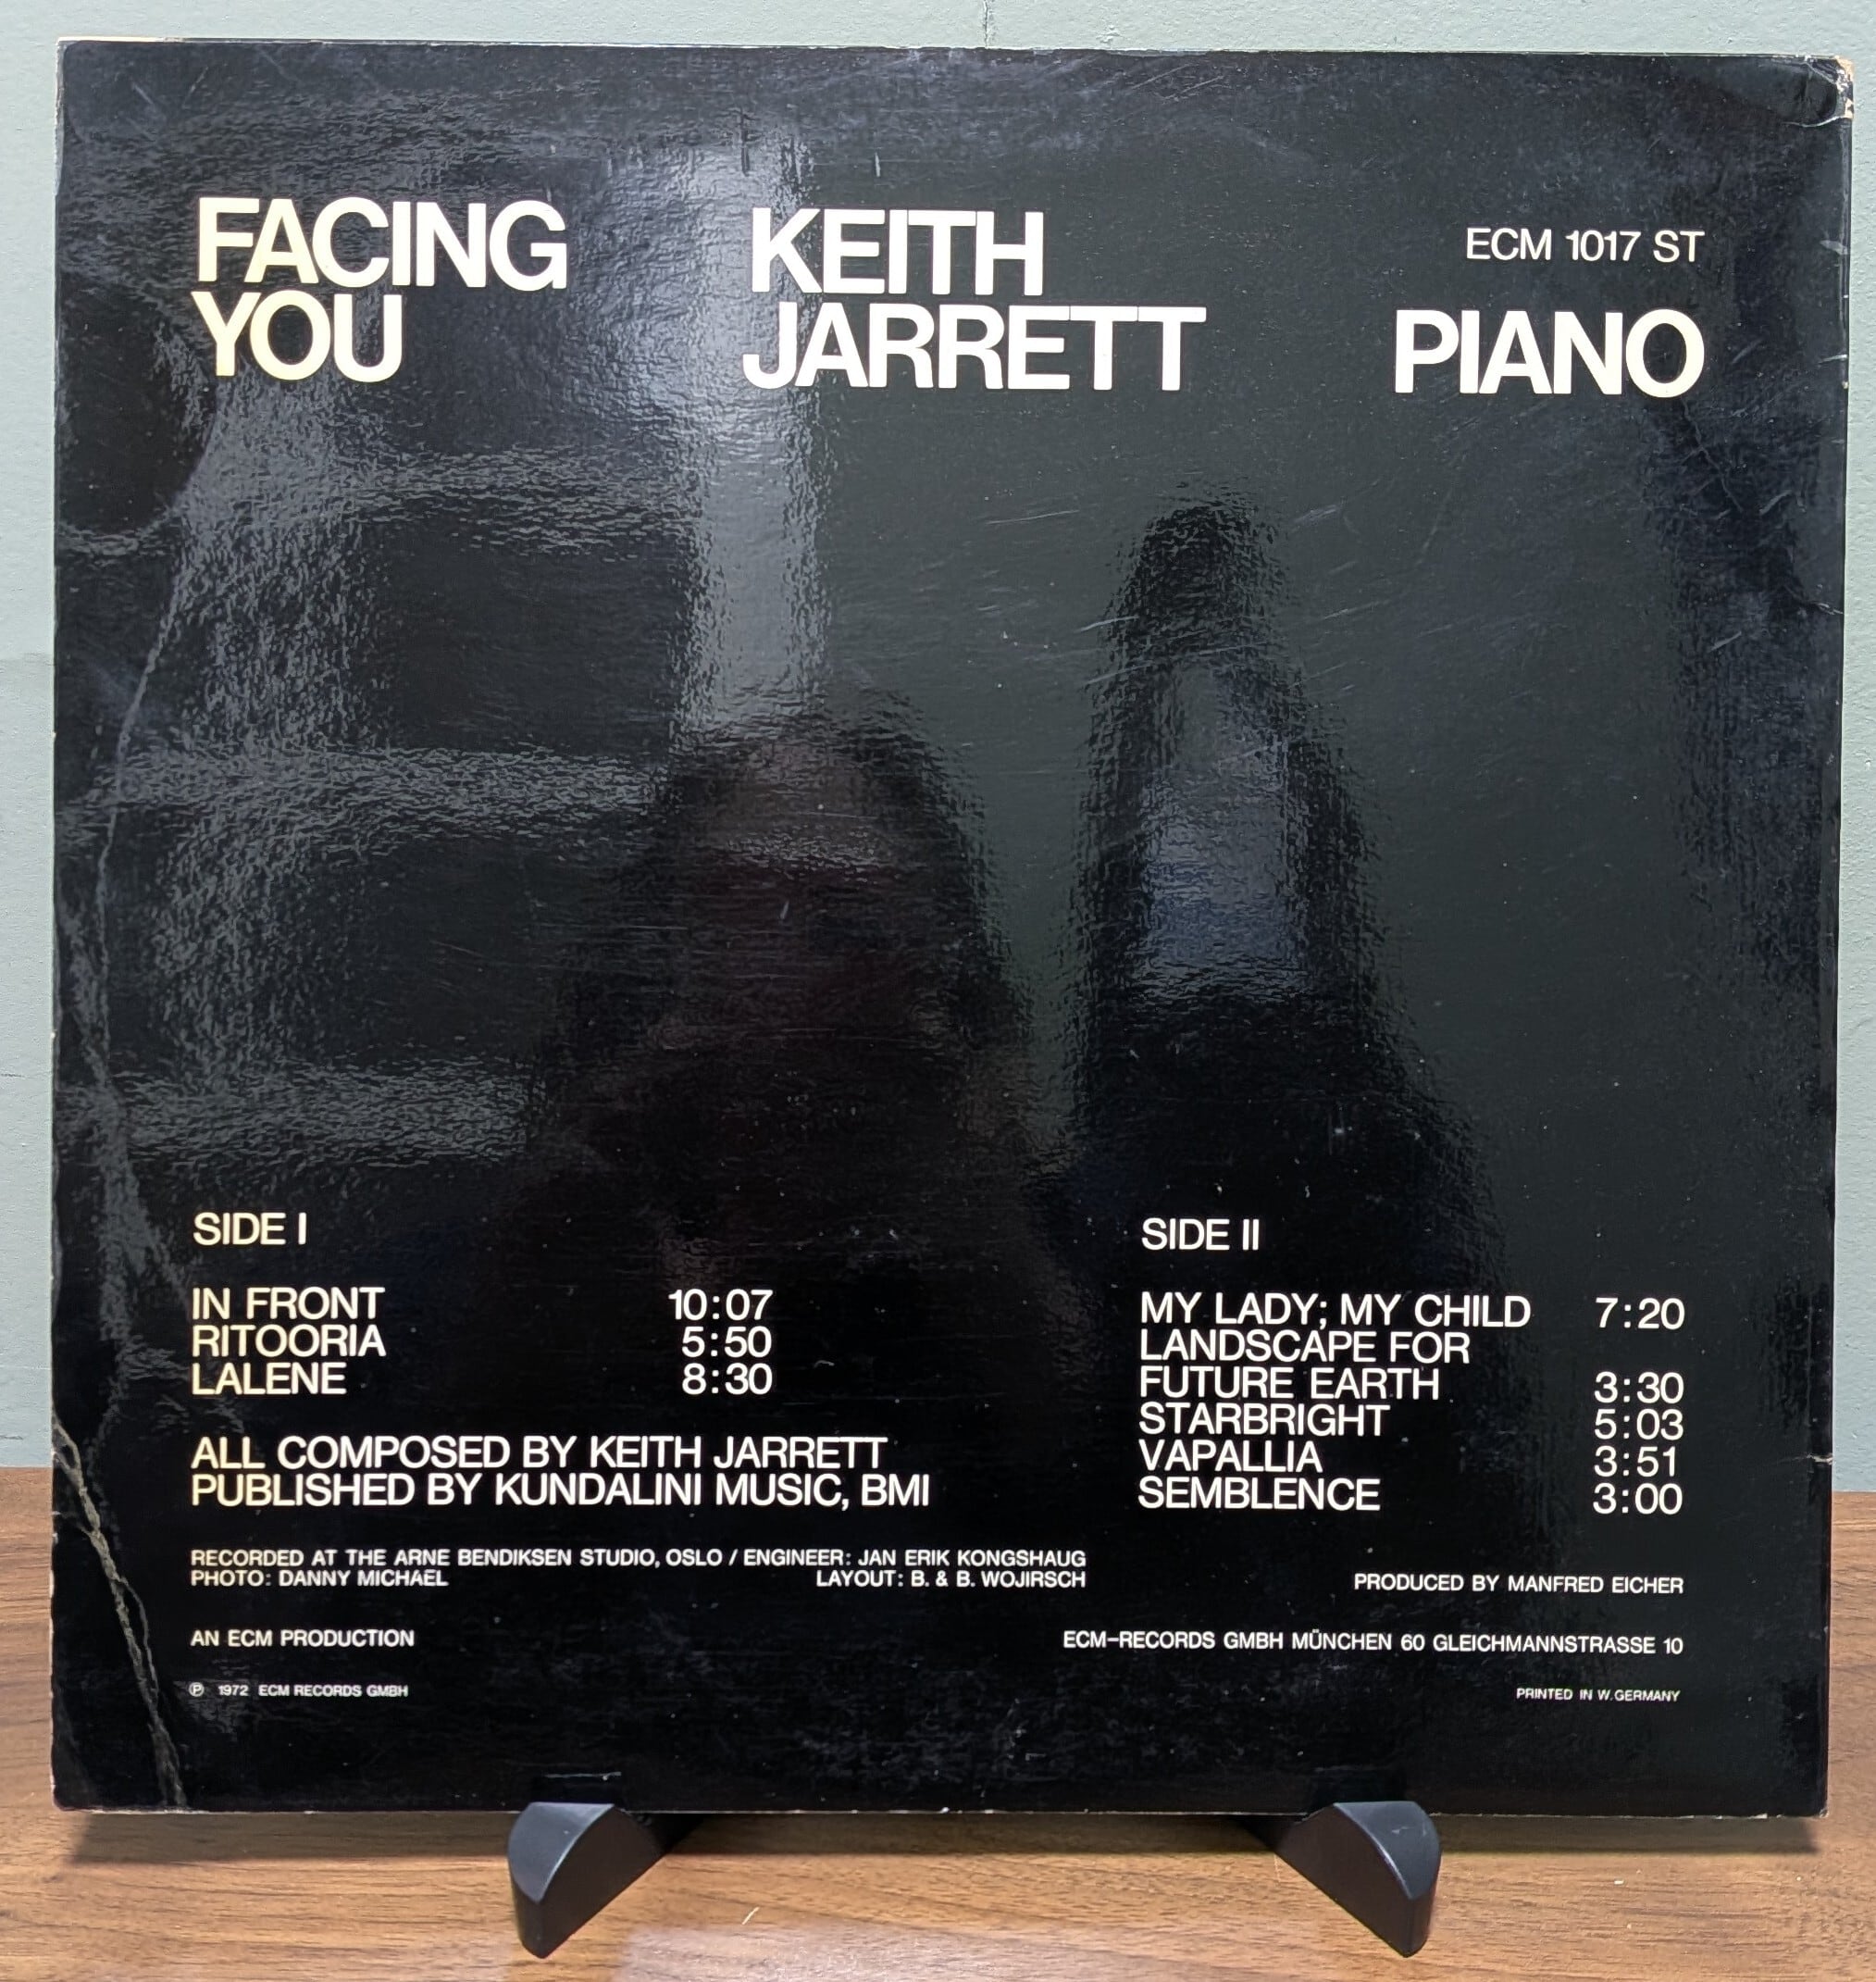 FACING
YOU
KEITH
JARRETT
ECM 1017 ST
PIANO
SIDE I
IN FRONT 10:07
RITOORIA 5:50
LALENE 8:30
ALL COMPOSED BY KEITH JARRETT
PUBLISHED BY KUNDALINI MUSIC, BMI
SIDE II
MY LADY; MY CHILD 7:20
LANDSCAPE FOR
FUTURE EARTH 3:30
STARBRIGHT 5:03
VAPALLIA 3:51
SEMBLENCE 3:00
RECORDED AT THE ARNE BENDIKSEN STUDIO, OSLO / ENGINEER: JAN ERIK KONGSHAUG
PHOTO: DANNY MICHAEL LAYOUT: B. & B. WOJIRSCH
PRODUCED BY MANFRED EICHER
AN ECM PRODUCTION
ECM-RECORDS GMBH MÜNCHEN 60 GLEICHMANNSTRASSE 10
℗ 1972 ECM RECORDS GMBH
PRINTED IN W.GERMANY